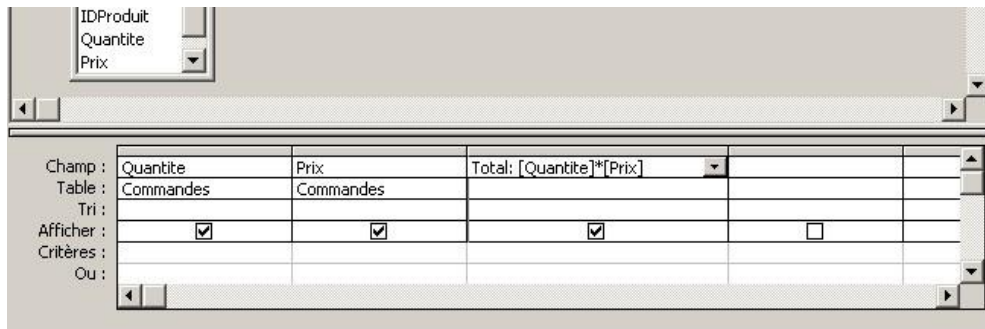 IDProduit
Quantite
Prix
Champ : Quantite Prix Total: [Quantite]*[Prix]
Table : Commandes Commandes
Tri :
Afficher :
Critères :
Ou :